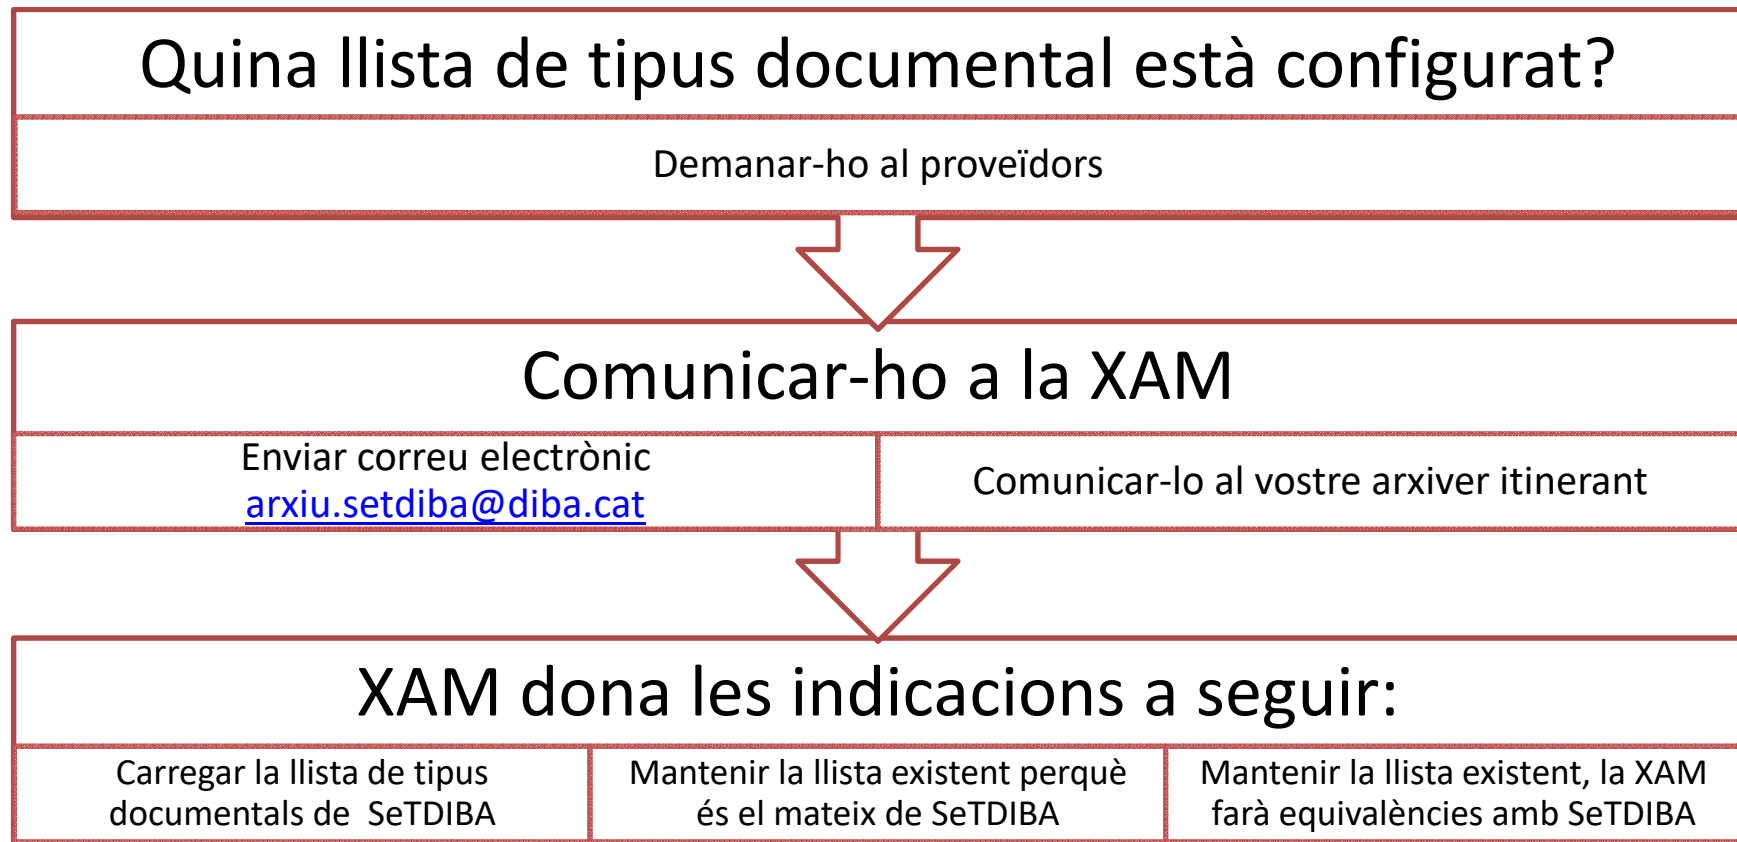 Quina llista de tipus documental està configurat?
Demanar-ho al proveïdors
Comunicar-ho a la XAM
Enviar correu electrònic
arxiu.setdiba@diba.cat
Comunicar-lo al vostre arxiver itinerant
XAM dona les indicacions a seguir:
Carregar la llista de tipus
documentals de SeTDIBA
Mantenir la llista existent perquè
és el mateix de SeTDIBA
Mantenir la llista existent, la XAM
farà equivalències amb SeTDIBA